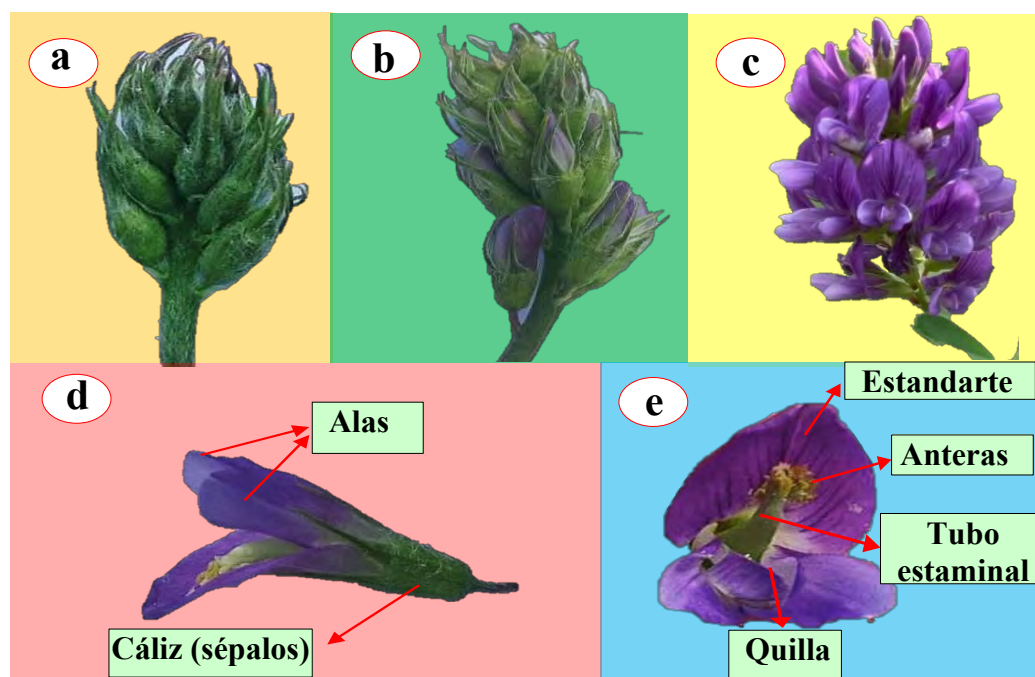 a
b
c
d
Alas
Cáliz (sépalos)
e
Estandarte
Anteras
Tubo
estaminal
Quilla